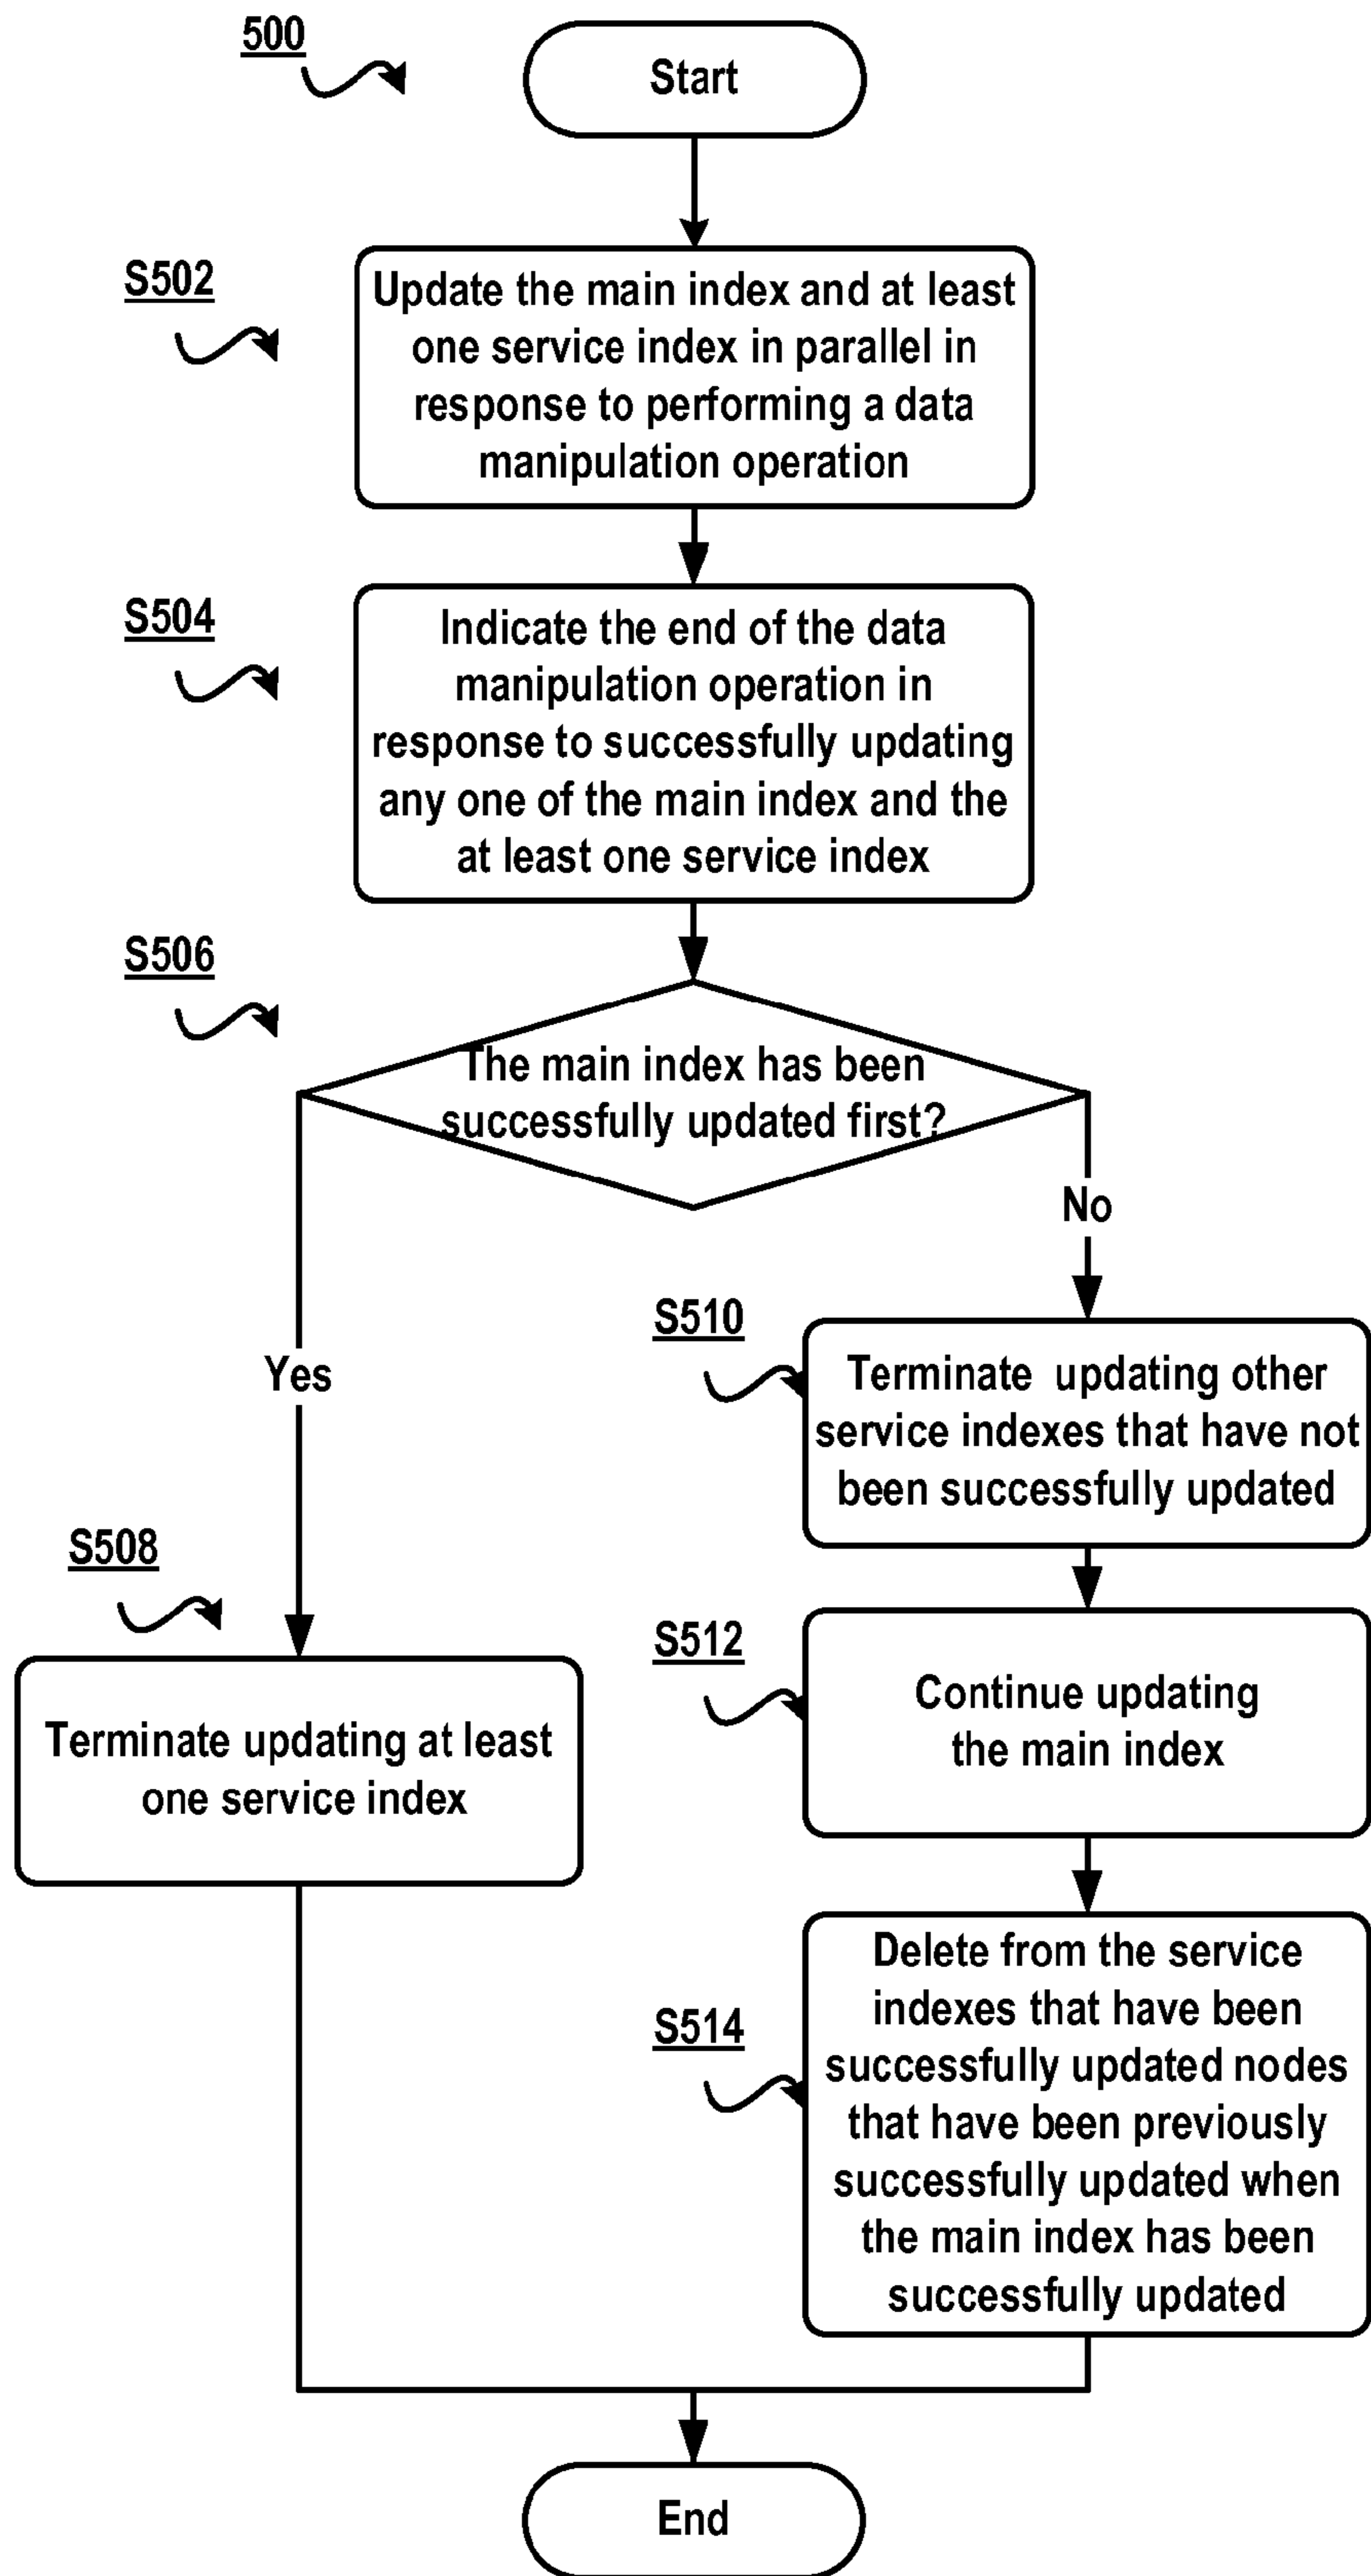 500
Start
S502
Update the main index and at least
one service index in parallel in
response to performing a data
manipulation operation
S504
Indicate the end of the data
manipulation operation in
response to successfully updating
any one of the main index and the
at least one service index
S506
The main index has been
successfully updated first?
No
Yes
S510
Terminate updating other
service indexes that have not
been successfully updated
S508
Terminate updating at least
one service index
S512
Continue updating
the main index
S514
Delete from the service
indexes that have been
successfully updated nodes
that have been previously
successfully updated when
the main index has been
successfully updated
End